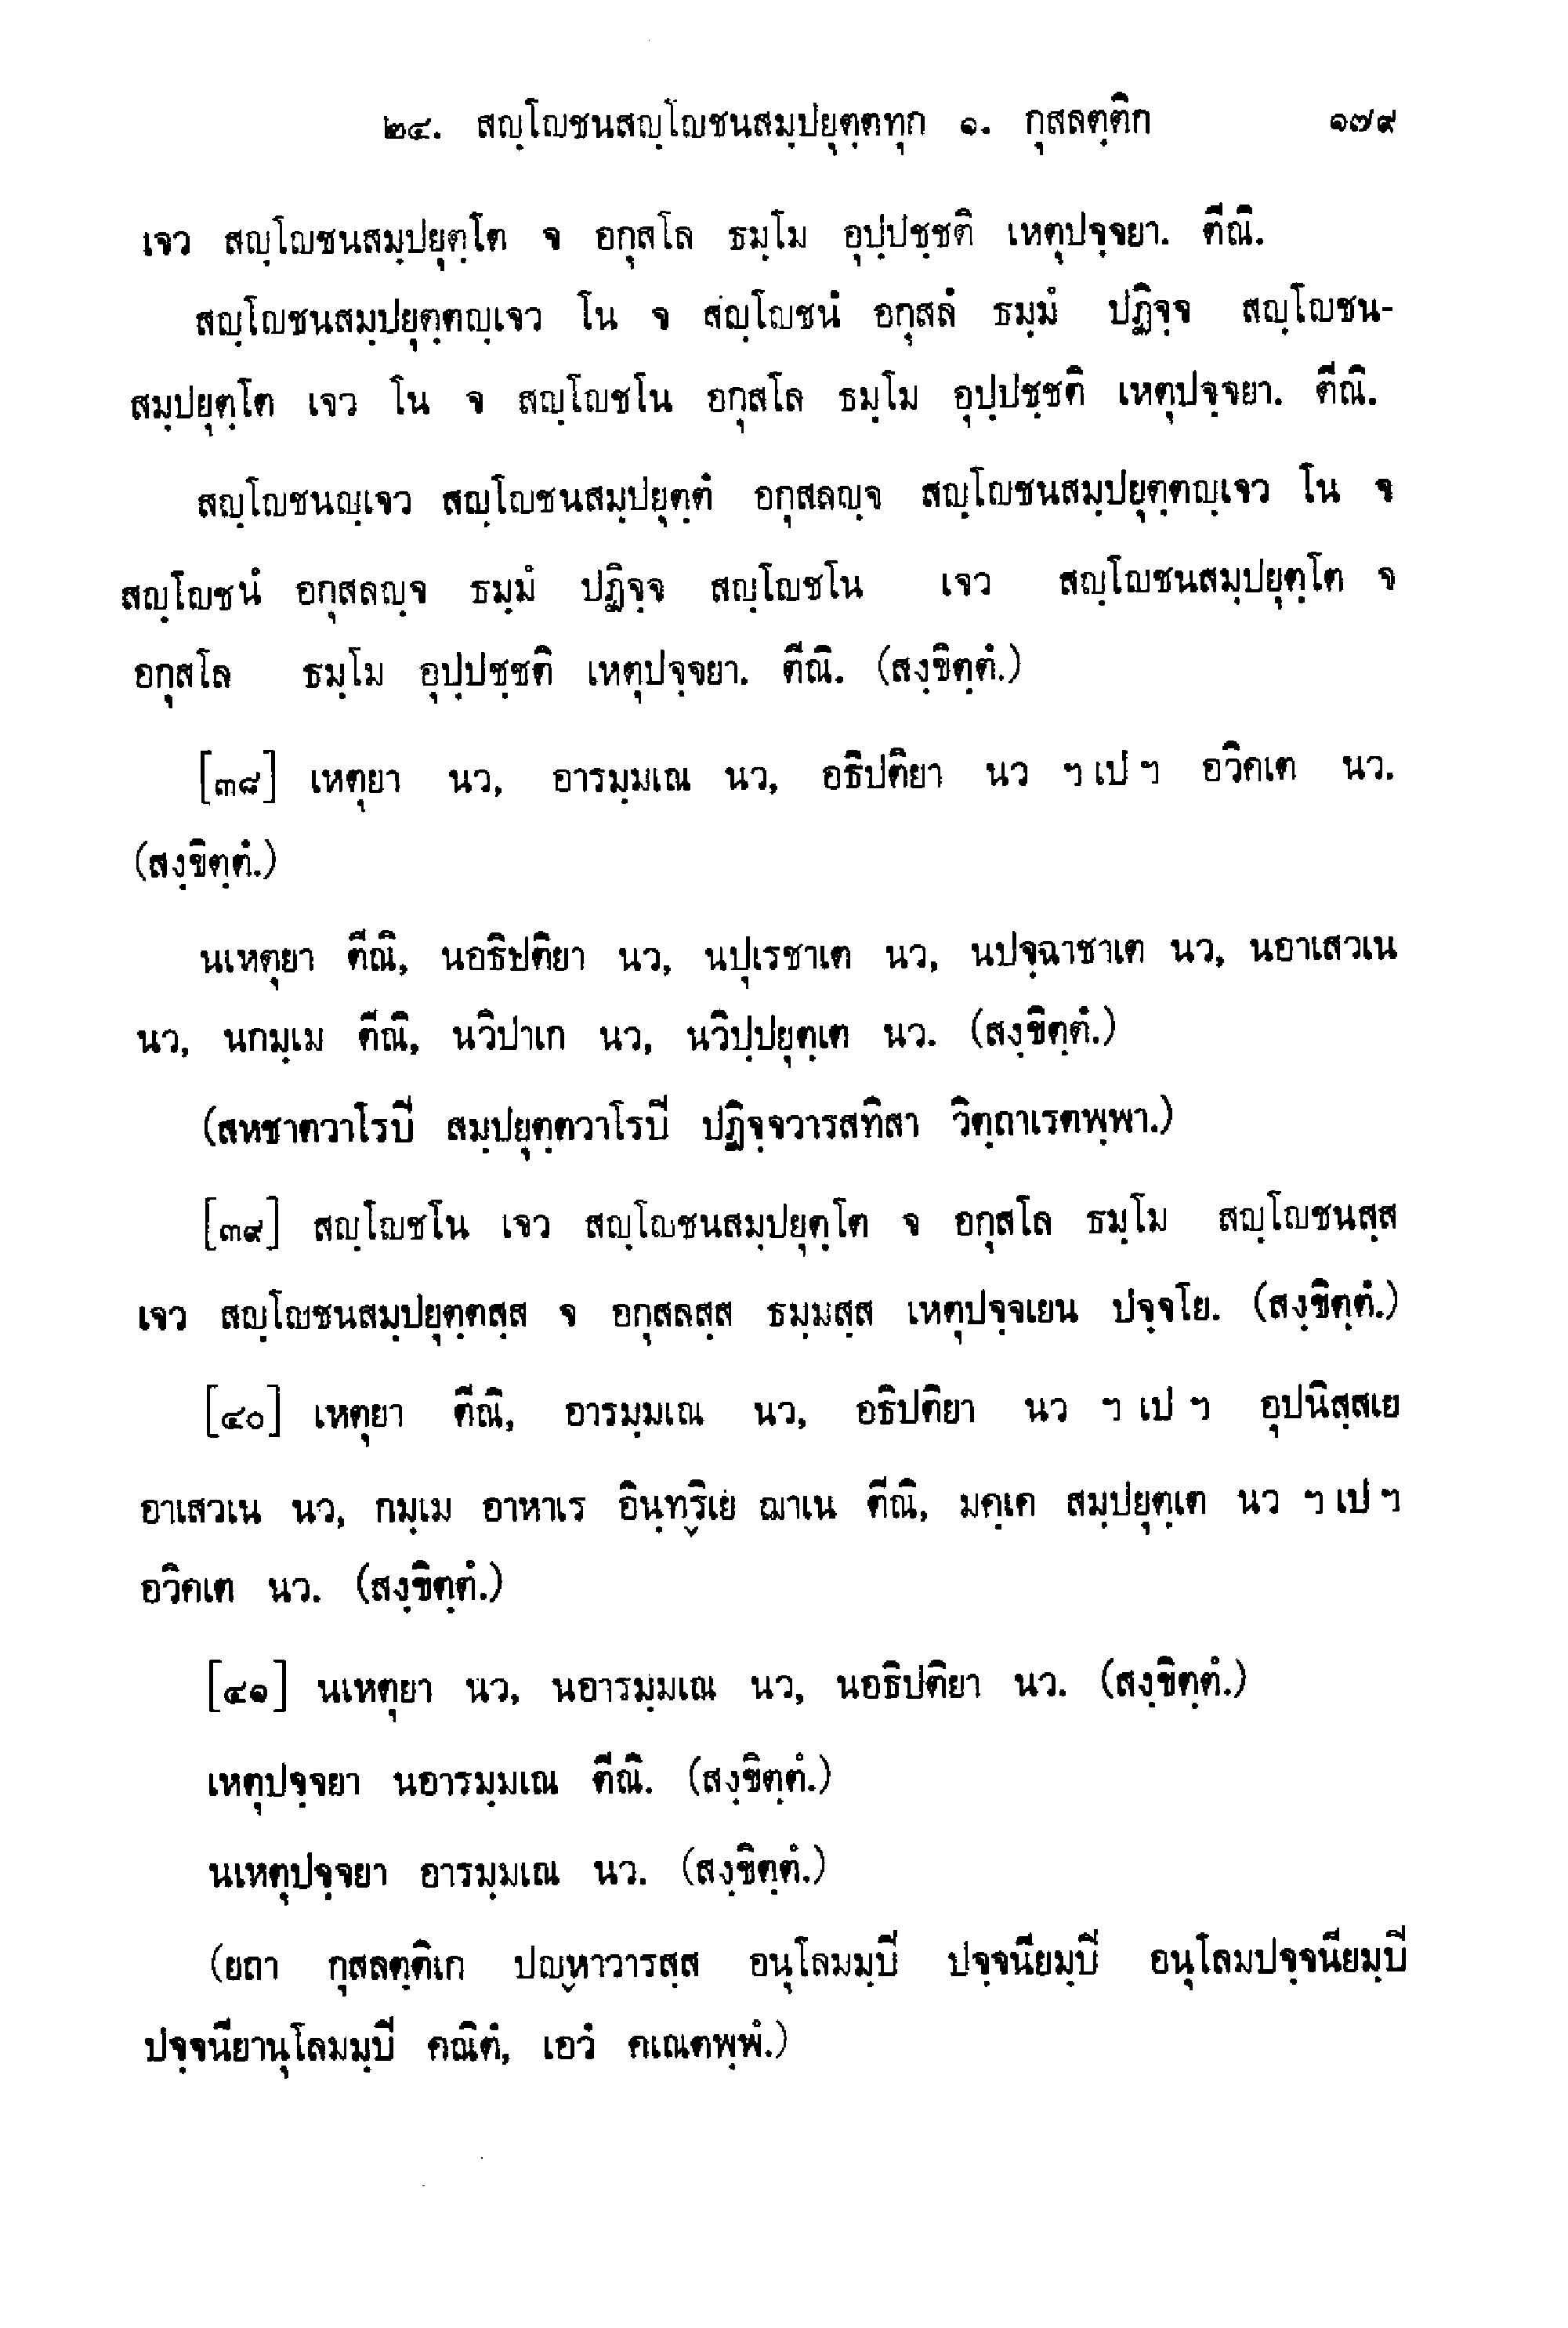 ๒๔. สญฺโญชนสญฺโญชนสมฺปยุตฺตทุก ๑. กุสลตฺติก ๑๗๙
เจว สญฺโญชนสมฺปยุตฺโต จ อกุสโล ธมฺโม อุปฺปชฺชติ เหตุปจฺจยา. ตีณิ.
สญฺโญชนสมฺปยุตฺตญฺเจว โน จ สญฺโญชนํ อกุสลํ ธมฺมํ ปฏิจฺจ สญฺโญชน-
สมฺปยุตฺโต เจว โน จ สญฺโญชโน อกุสโล ธมฺโม อุปฺปชฺชติ เหตุปจฺจยา. ตีณิ.
สญฺโญชนญฺเจว สญฺโญชนสมฺปยุตฺตํ อกุสลญฺจ สญฺโญชนสมฺปยุตฺตญฺเจว โน จ
สญฺโญชนํ อกุสลญฺจ ธมฺมํ ปฏิจฺจ สญฺโญชโน เจว สญฺโญชนสมฺปยุตฺโต จ
อกุสโล ธมฺโม อุปฺปชฺชติ เหตุปจฺจยา. ตีณิ. (สงฺขิตฺตํ.)
[๓๘] เหตุยา นว, อารมฺมเณ นว, อธิปติยา นว ฯ เป ฯ อวิคเต นว.
(สงฺขิตฺตํ.)
นเหตุยา ตีณิ, นอธิปติยา นว, นปุเรชาเต นว, นปจฺฉาชาเต นว, นอาเสวเน
นว, นกมฺเม ตีณิ, นวิปาเก นว, นวิปฺปยุตฺเต นว. (สงฺขิตฺตํ.)
(สหชาตวาโรปี สมฺปยุตฺตวาโรปี ปฏิจฺจวารสทิสา วิตฺถาเรตพฺพา.)
[๓๙] สญฺโญชโน เจว สญฺโญชนสมฺปยุตฺโต จ อกุสโล ธมฺโม สญฺโญชนสฺส
เจว สญฺโญชนสมฺปยุตฺตสฺส จ อกุสลสฺส ธมฺมสฺส เหตุปจฺจเยน ปจฺจโย. (สงฺขิตฺตํ.)
[๔๐] เหตุยา ตีณิ, อารมฺมเณ นว, อธิปติยา นว ฯ เป ฯ อุปนิสฺสเย
อาเสวเน นว, กมฺเม อาหาเร อินฺทฺริเย ฌาเน ตีณิ, มคฺเค สมฺปยุตฺเต นว ฯ เป ฯ
อวิคเต นว. (สงฺขิตฺตํ.)
[๔๑] นเหตุยา นว, นอารมฺมเณ นว, นอธิปติยา นว. (สงฺขิตฺตํ.)
เหตุปจฺจยา นอารมฺมเณ ตีณิ. (สงฺขิตฺตํ.)
นเหตุปจฺจยา อารมฺมเณ นว. (สงฺขิตฺตํ.)
(ยถา กุสลตฺติเก ปญฺหาวารสฺส อนุโลมมฺปี ปจฺจนียมฺปี อนุโลมปจฺจนียมฺปี
ปจฺจนียานุโลมมฺปี คณิตํ, เอวํ คเณตพฺพํ.)